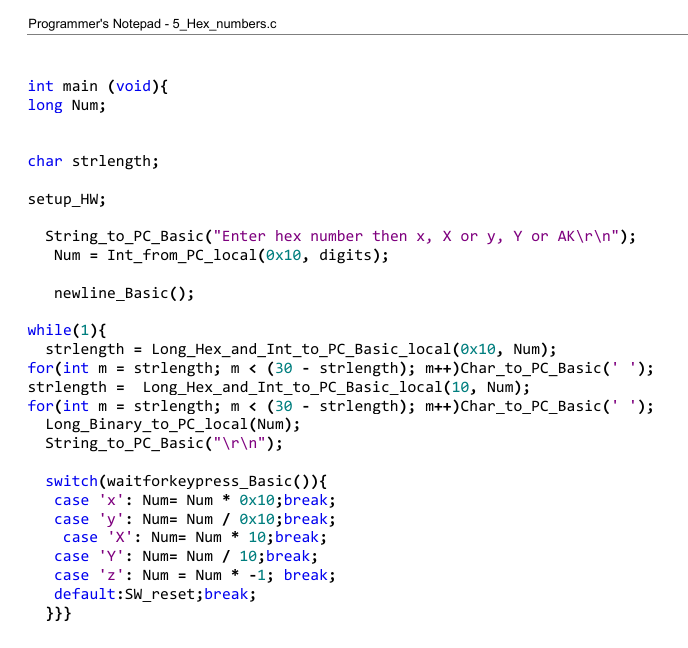 Programmer's Notepad - 5_Hex_numbers.c
int main (void){
long Num;
char strlength;
setup_HW;
String_to_PC_Basic("Enter hex number then x, X or y, Y or AK\r\n");
Num = Int_from_PC_local(0x10, digits);
newline_Basic();
while(1){
strlength = Long_Hex_and_Int_to_PC_Basic_local(0x10, Num);
for(int m = strlength; m < (30 - strlength); m++)Char_to_PC_Basic(' ');
strlength =  Long_Hex_and_Int_to_PC_Basic_local(10, Num);
for(int m = strlength; m < (30 - strlength); m++)Char_to_PC_Basic(' ');
Long_Binary_to_PC_local(Num);
String_to_PC_Basic("\r\n");
switch(waitforkeypress_Basic()){
case 'x': Num= Num * 0x10;break;
case 'y': Num= Num / 0x10;break;
case 'X': Num= Num * 10;break;
case 'Y': Num= Num / 10;break;
case 'z': Num = Num * -1; break;
default:SW_reset;break;
}}}